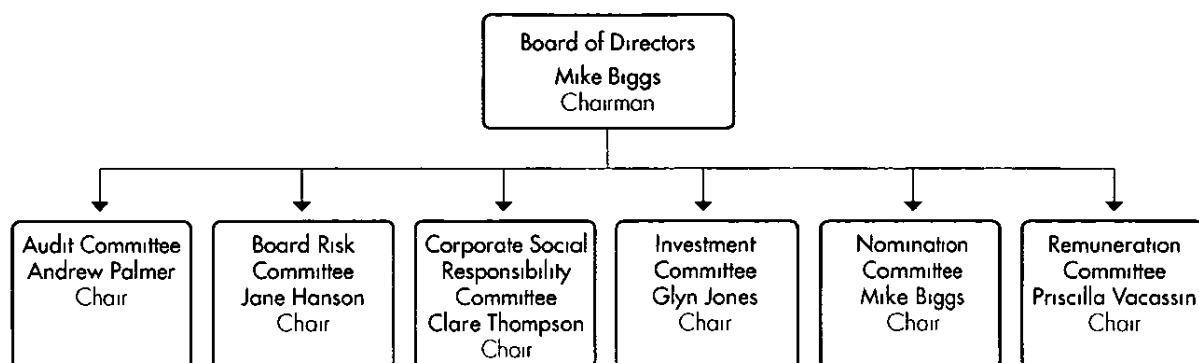 Board of Directors
Mike Biggs
Chairman
Audit Committee
Andrew Palmer
Chair
Board Risk
Committee
Jane Hanson
Chair
Corporate Social
Responsibility
Committee
Clare Thompson
Chair
Investment
Committee
Glyn Jones
Chair
Nomination
Committee
Mike Biggs
Chair
Remuneration
Committee
Priscilla Vacassin
Chair